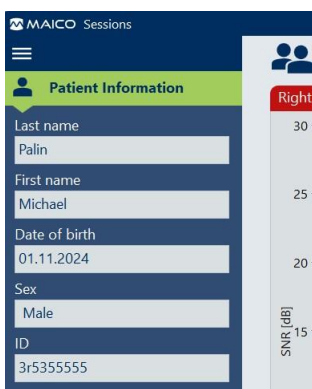 MAICO Sessions
Patient Information
Last name
Palin
First name
Michael
Date of birth
01.11.2024
Sex
Male
ID
3r5355555
Right
30
25
20
15
SNR [dB]